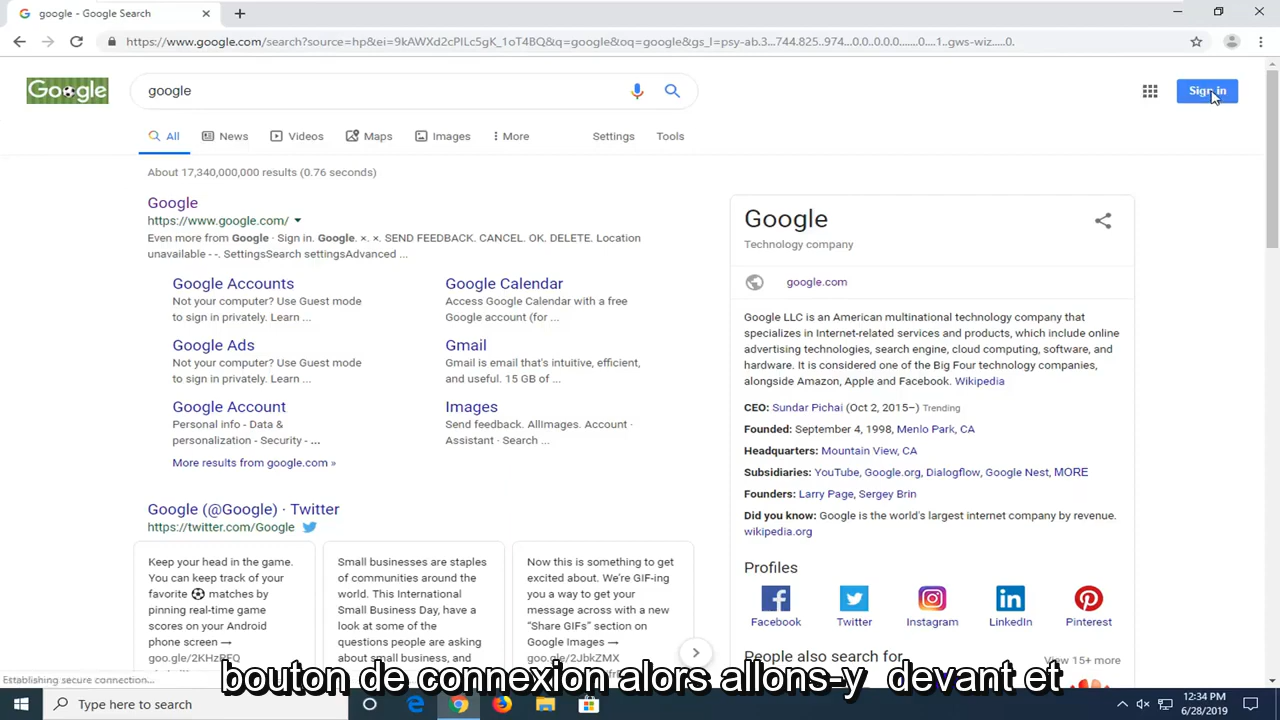 google - Google Search
https://www.google.com/search?source=hp&ei=9kAWXd2cPILc5gK_1oT4BQ&q=google&oq=google&gs_l=psy-ab.3...744.825..974...0.0..0.0.0.......0....1..gws-wiz.....0.
Google
google
Sign in
All
News
Videos
Maps
Images
More
Settings
Tools
About 17,340,000,000 results (0.76 seconds)
Google
https://www.google.com/
Even more from Google · Sign in. Google. ×. ×. SEND FEEDBACK. CANCEL. OK. DELETE. Location
unavailable - -. SettingsSearch settingsAdvanced ...
Google Accounts
Not your computer? Use Guest mode
to sign in privately. Learn ...
Google Calendar
Access Google Calendar with a free
Google account (for ...
Google Ads
Not your computer? Use Guest mode
to sign in privately. Learn ...
Gmail
Gmail is email that's intuitive, efficient,
and useful. 15 GB of ...
Google Account
Personal info - Data &
personalization - Security - ...
Images
Send feedback. AllImages. Account ·
Assistant · Search ...
More results from google.com »
Google (@Google) · Twitter
https://twitter.com/Google
Keep your head in the game.
You can keep track of your
favorite ⚽ matches by
pinning real-time game
scores on your Android
phone screen →
goo.gle/2KHzRFQ
Small businesses are staples
of communities around the
world. This International
Small Business Day, have a
look at some of the
questions people are asking
about small business, and
Now this is something to get
excited about. We're GIF-ing
you a way to get your
message across with a new
“Share GIFs” section on
Google Images →
goo.gle/2JbkZMX
Google
Technology company
google.com
Google LLC is an American multinational technology company that
specializes in Internet-related services and products, which include online
advertising technologies, search engine, cloud computing, software, and
hardware. It is considered one of the Big Four technology companies,
alongside Amazon, Apple and Facebook. Wikipedia
CEO: Sundar Pichai (Oct 2, 2015–) Trending
Founded: September 4, 1998, Menlo Park, CA
Headquarters: Mountain View, CA
Subsidiaries: YouTube, Google.org, Dialogflow, Google Nest, MORE
Founders: Larry Page, Sergey Brin
Did you know: Google is the world's largest internet company by revenue.
wikipedia.org
Profiles
Facebook
Twitter
Instagram
LinkedIn
Pinterest
People also search for
View 15+ more
Establishing secure connection...
bouton de connexion alors allons-y devant et
Type here to search
12:34 PM
6/28/2019